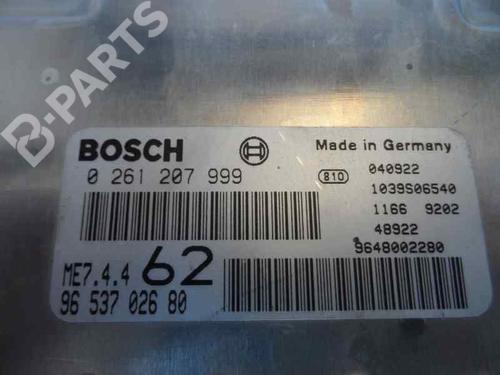 B-PARTS
BOSCH
Made in Germany
0 261 207 999
810
040922
1039S06540
1166 9202
48922
9648002280
ME7.4.4 62
96 537 026 80